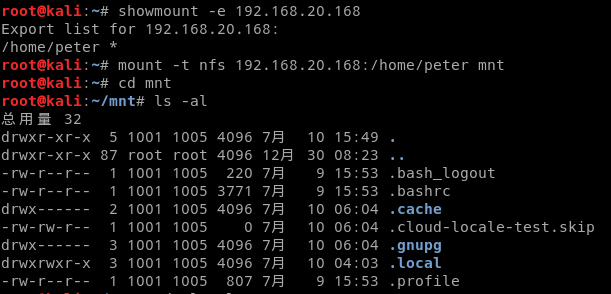 root@kali:~# showmount -e 192.168.20.168
Export list for 192.168.20.168:
/home/peter *
root@kali:~# mount -t nfs 192.168.20.168:/home/peter mnt
root@kali:~# cd mnt
root@kali:~/mnt# ls -al
总用量 32
drwxr-xr-x  5 1001 1005 4096 7月  10 15:49 .
drwxr-xr-x 87 root root 4096 12月 30 08:23 ..
-rw-r--r--  1 1001 1005  220 7月   9 15:53 .bash_logout
-rw-r--r--  1 1001 1005 3771 7月   9 15:53 .bashrc
drwx------  2 1001 1005 4096 7月  10 06:04 .cache
-rw-rw-r--  1 1001 1005    0 7月  10 06:04 .cloud-locale-test.skip
drwx------  3 1001 1005 4096 7月  10 06:04 .gnupg
drwxrwxr-x  3 1001 1005 4096 7月  10 04:03 .local
-rw-r--r--  1 1001 1005  807 7月   9 15:53 .profile